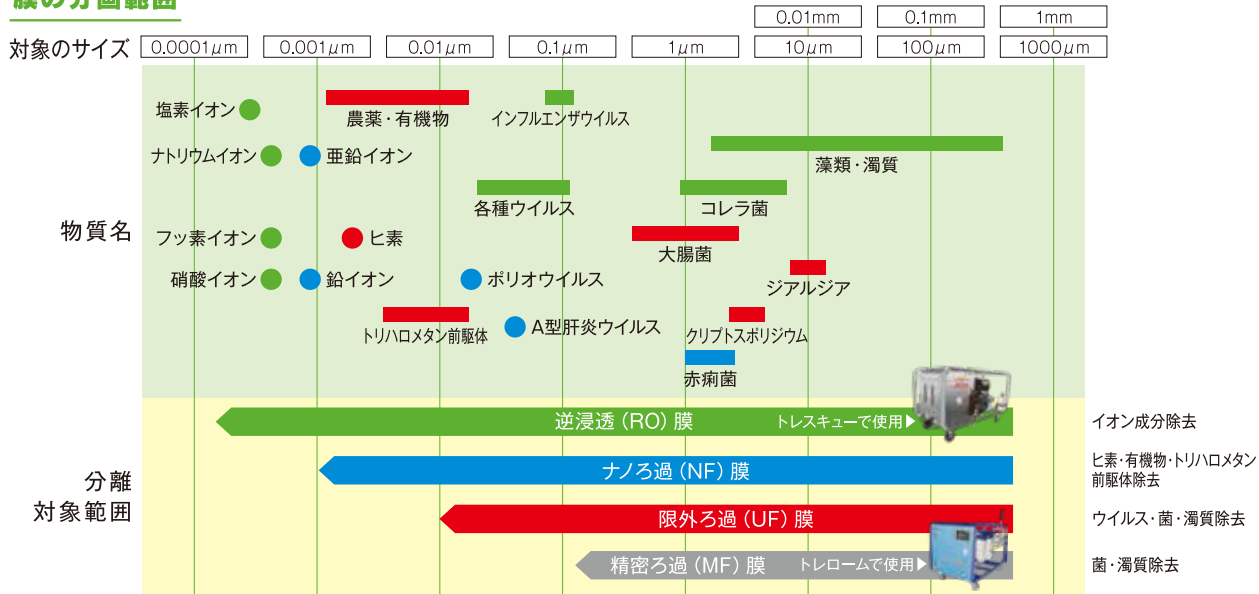 膜の分画範囲
0.01mm 0.1mm 1mm
対象のサイズ 0.0001μm 0.001μm 0.01μm 0.1μm 1μm 10μm 100μm 1000μm
物質名
塩素イオン 農薬・有機物 インフルエンザウイルス
ナトリウムイオン 亜鉛イオン 藻類・濁質
各種ウイルス コレラ菌
フッ素イオン ヒ素 大腸菌
硝酸イオン 鉛イオン ポリオウイルス ジアルジア
トリハロメタン前駆体 A型肝炎ウイルス クリプトスポリジウム
赤痢菌
分離
対象範囲
逆浸透(RO)膜 トレスキューで使用▶ イオン成分除去
ナノろ過(NF)膜 ヒ素・有機物・トリハロメタン
前駆体除去
限外ろ過(UF)膜 ウイルス・菌・濁質除去
精密ろ過(MF)膜 トレロームで使用▶ 菌・濁質除去